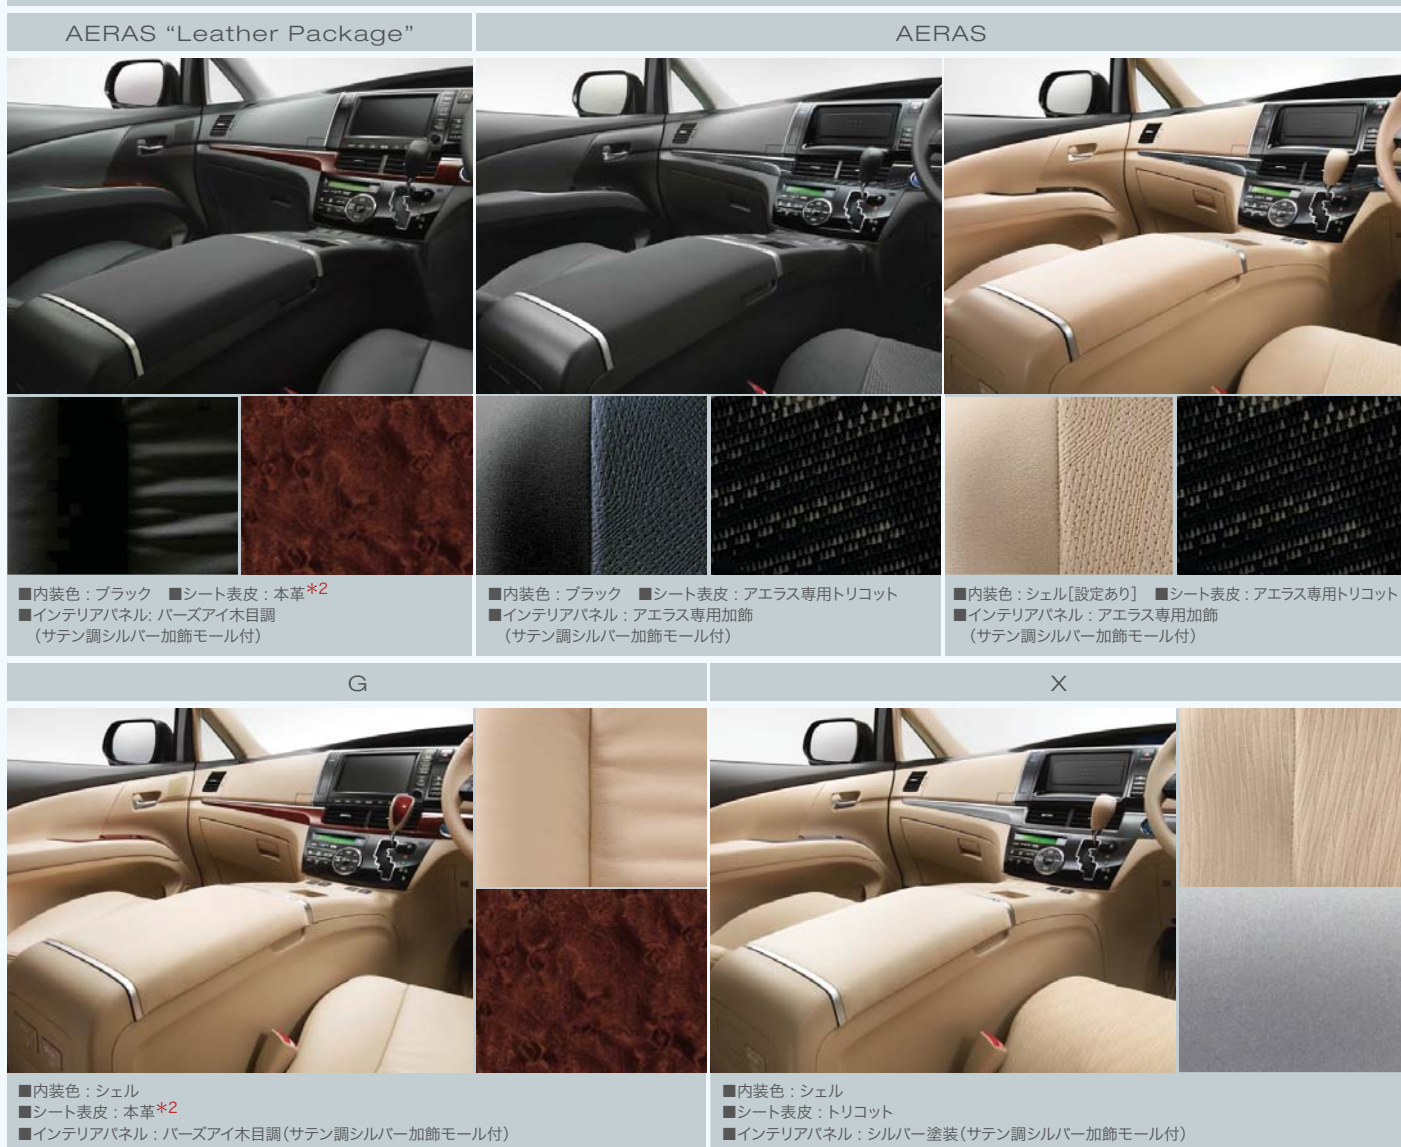 AERAS “Leather Package”
AERAS
■内装色 : ブラック ■シート表皮 : 本革*2
■インテリアパネル: バーズアイ木目調
(サテン調シルバー加飾モール付)
■内装色 : ブラック ■シート表皮 : アエラス専用トリコット
■インテリアパネル : アエラス専用加飾
(サテン調シルバー加飾モール付)
■内装色 : シェル[設定あり] ■シート表皮 : アエラス専用トリコット
■インテリアパネル : アエラス専用加飾
(サテン調シルバー加飾モール付)
G
X
■内装色 : シェル
■シート表皮 : 本革*2
■インテリアパネル : バーズアイ木目調(サテン調シルバー加飾モール付)
■内装色 : シェル
■シート表皮 : トリコット
■インテリアパネル : シルバー塗装(サテン調シルバー加飾モール付)